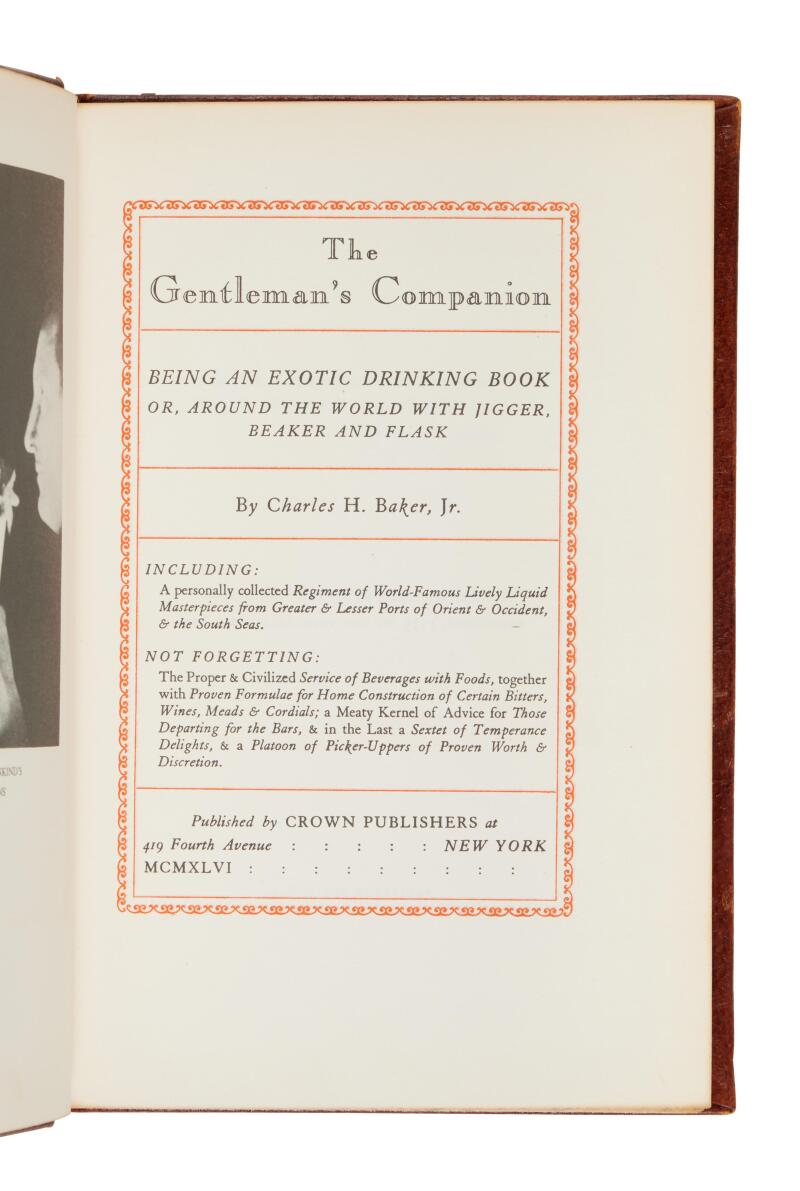 The
Gentleman's Companion
BEING AN EXOTIC DRINKING BOOK
OR, AROUND THE WORLD WITH JIGGER,
BEAKER AND FLASK
By Charles H. Baker, Jr.
INCLUDING:
A personally collected Regiment of World-Famous Lively Liquid
Masterpieces from Greater & Lesser Ports of Orient & Occident,
& the South Seas.
NOT FORGETTING:
The Proper & Civilized Service of Beverages with Foods, together
with Proven Formulae for Home Construction of Certain Bitters,
Wines, Meads & Cordials; a Meaty Kernel of Advice for Those
Departing for the Bars, & in the Last a Sextet of Temperance
Delights, & a Platoon of Picker-Uppers of Proven Worth &
Discretion.
Published by CROWN PUBLISHERS at
419 Fourth Avenue : : : : : NEW YORK
MCMXLVI : : : : : : : : :